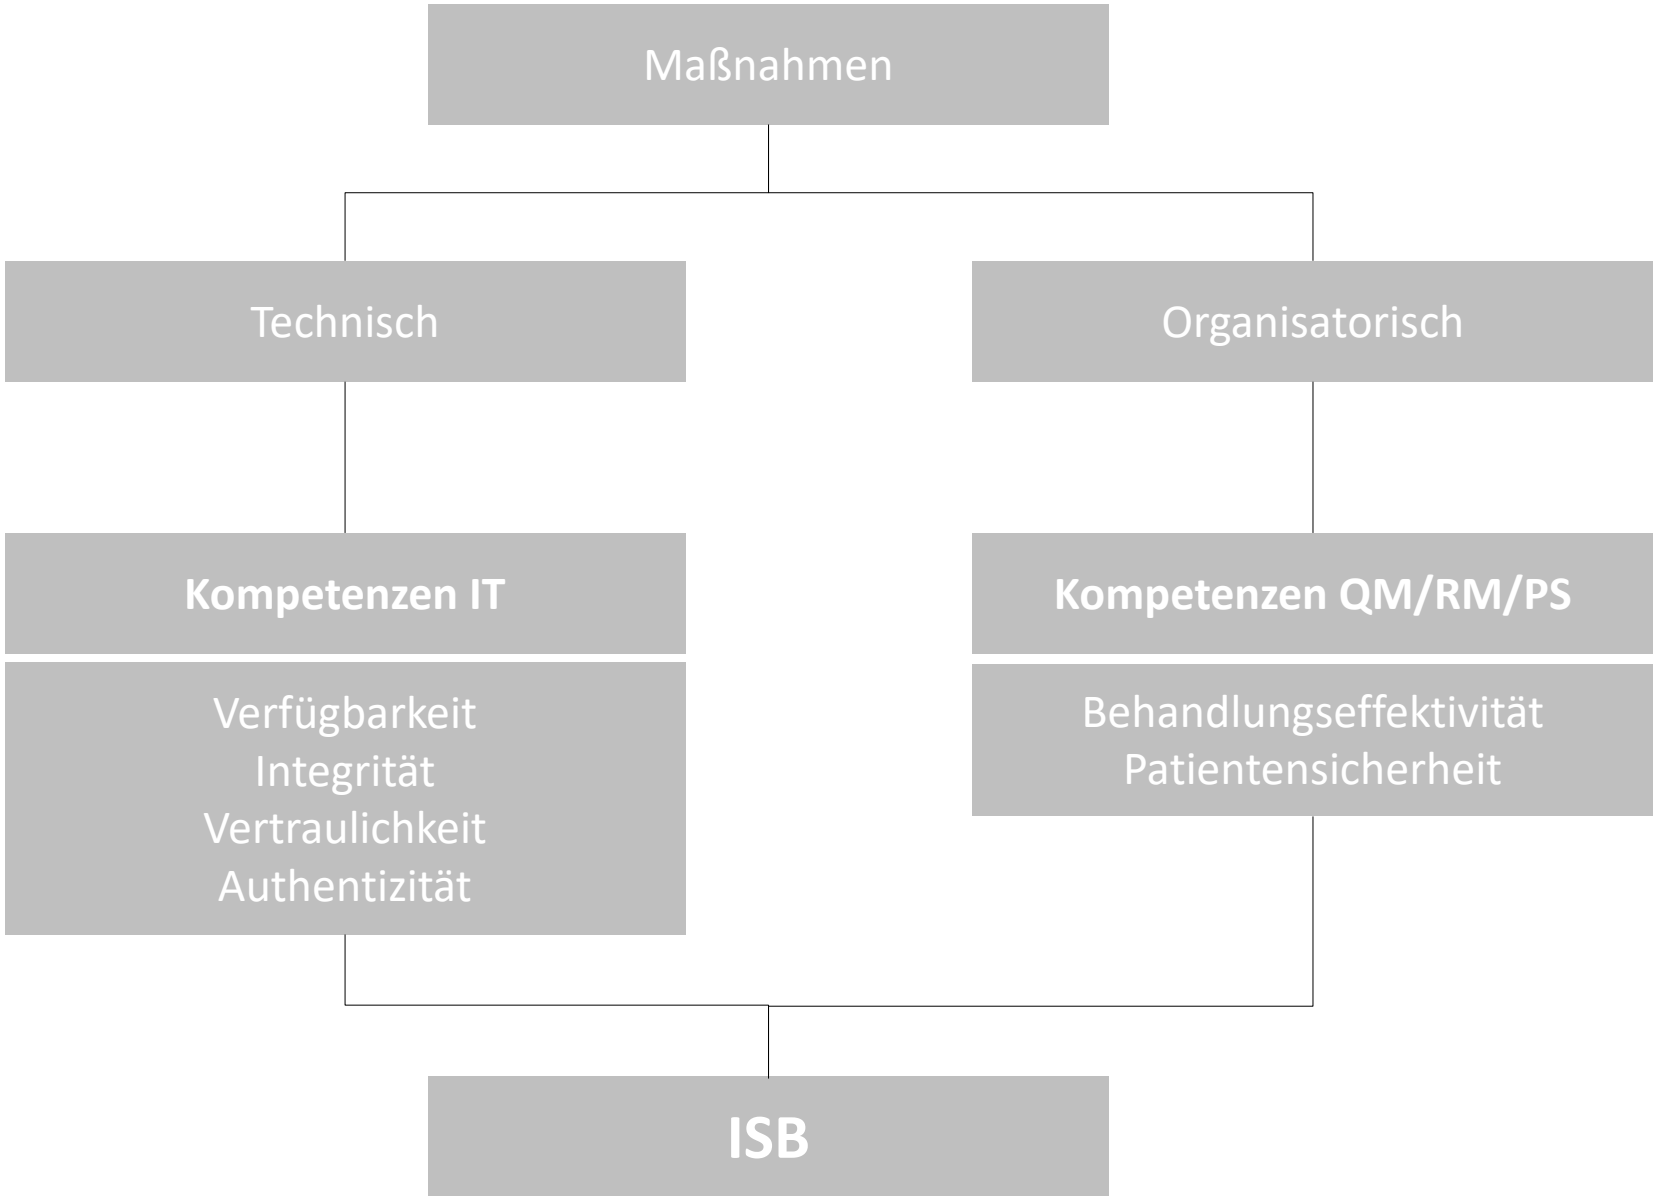 Maßnahmen
Technisch
Organisatorisch
Kompetenzen IT
Kompetenzen QM/RM/PS
Verfügbarkeit
Integrität
Vertraulichkeit
Authentizität
Behandlungseffektivität
Patientensicherheit
ISB